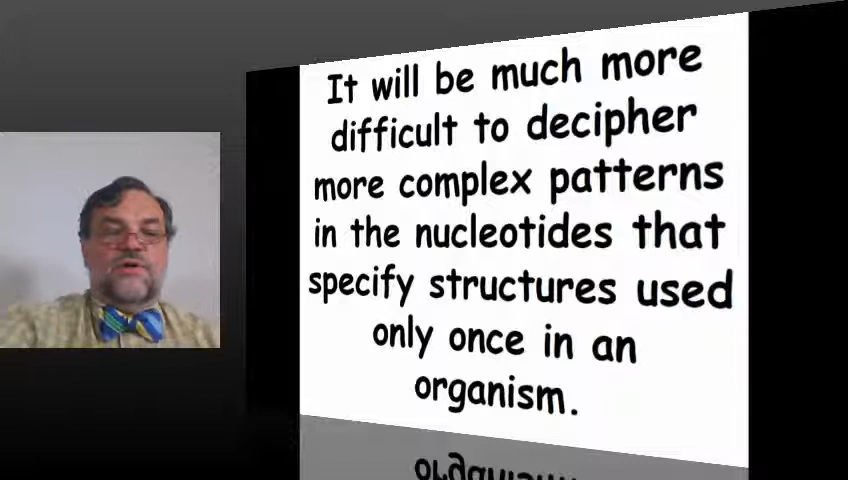 It will be much more
difficult to decipher
more complex patterns
in the nucleotides that
specify structures used
only once in an
organism.